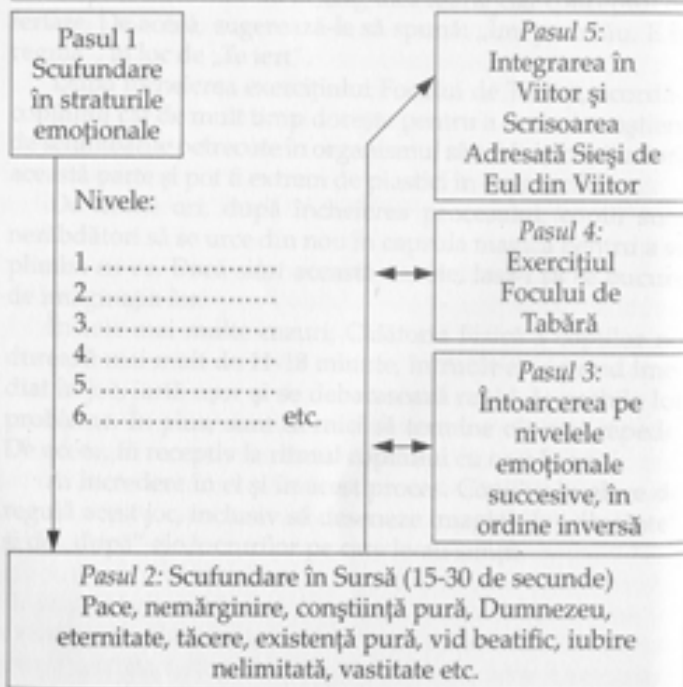 Pasul 1
Scufundare
în straturile
emoționale
Nivele:
1.............................
2.............................
3.............................
4.............................
5.............................
6............................. etc.
Pasul 5:
Integrarea în
Viitor și
Scrisoarea
Adresată Sieși de
Eul din Viitor
Pasul 4:
Exercițiul
Focului de
Tabără
Pasul 3:
Întoarcerea pe
nivelele
emoționale
succesive, în
ordine inversă
Pasul 2: Scufundare în Sursă (15-30 de secunde)
Pace, nemărginire, conștiință pură, Dumnezeu,
eternitate, tăcere, existență pură, vid beatific, iubire
nelimitată, vastitate etc.